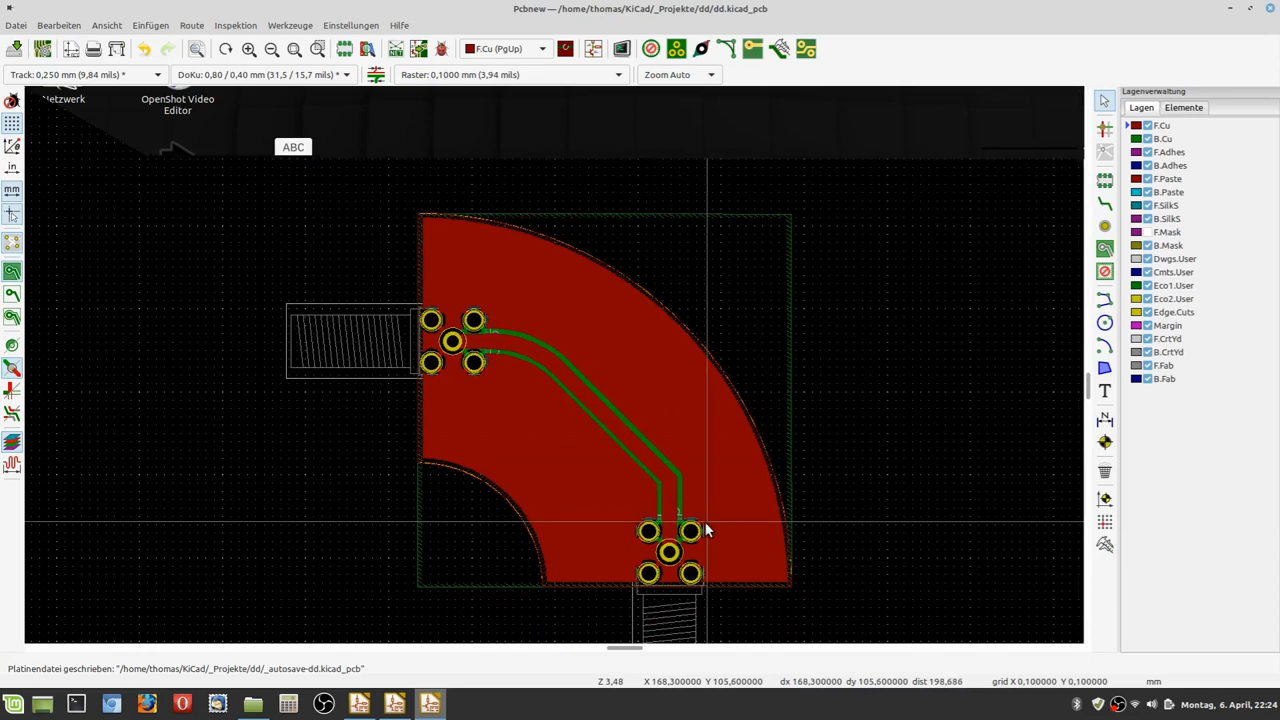 Pcbnew — /home/thomas/KiCad/_Projekte/dd/dd.kicad_pcb
Datei Bearbeiten Ansicht Einfügen Route Inspektion Werkzeuge Einstellungen Hilfe
F.Cu (PgUp)
Track: 0,250 mm (9,84 mils) * DoKu: 0,80 / 0,40 mm (31,5 / 15,7 mils) * Raster: 0,1000 mm (3,94 mils) Zoom Auto
Lagenverwaltung
Lagen Elemente
in
mm
Netzwerk
OpenShot Video
Editor
ABC
F.Cu
B.Cu
F.Adhes
B.Adhes
F.Paste
B.Paste
F.SilkS
B.SilkS
F.Mask
B.Mask
Dwgs.User
Cmts.User
Eco1.User
Eco2.User
Edge.Cuts
Margin
F.CrtYd
B.CrtYd
F.Fab
B.Fab
Platinendatei geschrieben: "/home/thomas/KiCad/_Projekte/dd/_autosave-dd.kicad_pcb"
Z 3,48 X 168,300000 Y 105,600000 dx 168,300000 dy 105,600000 dist 198,686 grid X 0,100000 Y 0,100000 mm
Montag, 6. April, 22:24